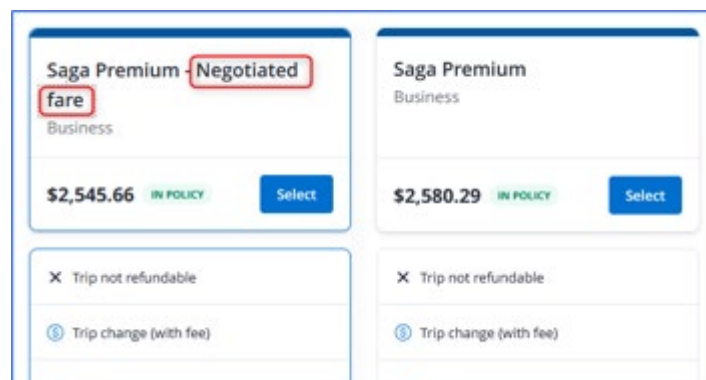 Saga Premium - Negotiated
fare
Business
$2,545.66 IN POLICY Select
Trip not refundable
Trip change (with fee)
Saga Premium
Business
$2,580.29 IN POLICY Select
Trip not refundable
Trip change (with fee)